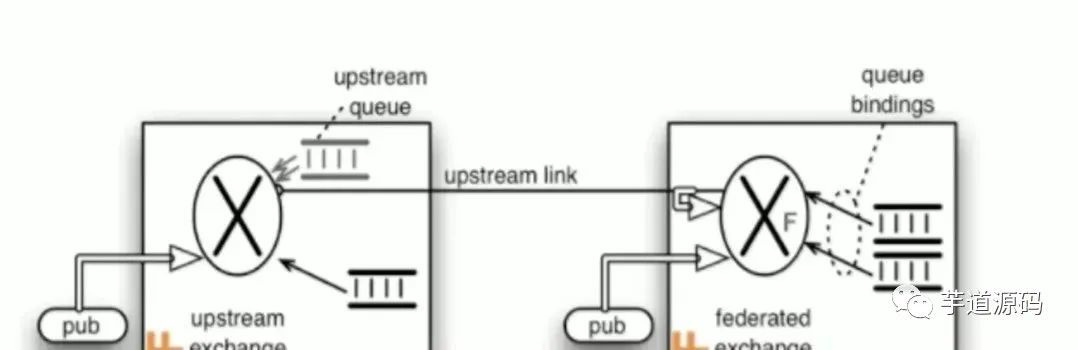 upstream
queue
queue
bindings
upstream link
F
pub
upstream
exchange
pub
federated
exchange
芋道源码